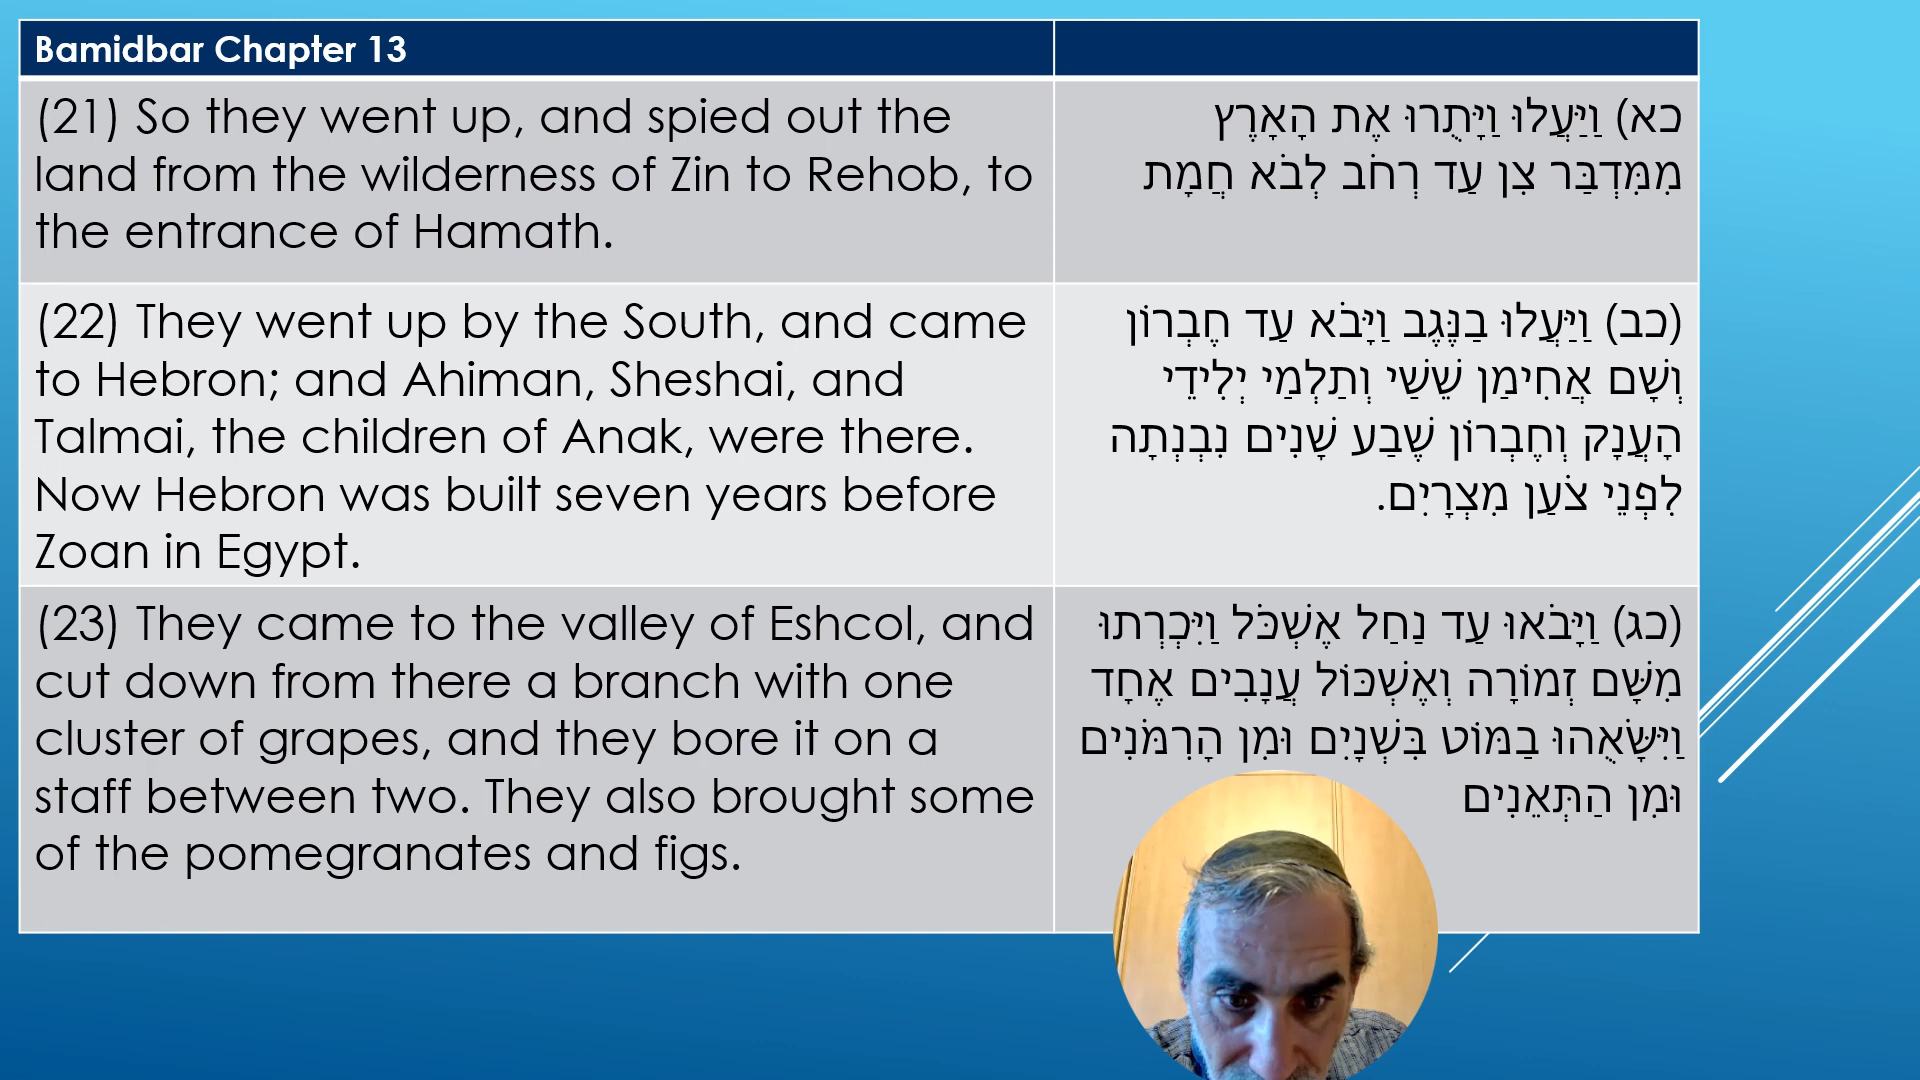 Bamidbar Chapter 13
(21) So they went up, and spied out the
land from the wilderness of Zin to Rehob, to
the entrance of Hamath.
כא) וַיַּעֲלוּ וַיָּתֻרוּ אֶת הָאָרֶץ
מִמִּדְבַּר צִן עַד רְחֹב לְבֹא חֲמָת
(22) They went up by the South, and came
to Hebron; and Ahiman, Sheshai, and
Talmai, the children of Anak, were there.
Now Hebron was built seven years before
Zoan in Egypt.
(כב) וַיַּעֲלוּ בַנֶּגֶב וַיָּבֹא עַד חֶבְרוֹן
וְשָׁם אֲחִימַן שֵׁשַׁי וְתַלְמַי יְלִידֵי
הָעֲנָק וְחֶבְרוֹן שֶׁבַע שָׁנִים נִבְנְתָה
לִפְנֵי צֹעַן מִצְרָיִם.
(23) They came to the valley of Eshcol, and
cut down from there a branch with one
cluster of grapes, and they bore it on a
staff between two. They also brought some
of the pomegranates and figs.
(כג) וַיָּבֹאוּ עַד נַחַל אֶשְׁכֹּל וַיִּכְרְתוּ
מִשָּׁם זְמוֹרָה וְאֶשְׁכּוֹל עֲנָבִים אֶחָד
וַיִּשָּׂאֻהוּ בַמּוֹט בִּשְׁנָיִם וּמִן הָרִמֹּנִים
וּמִן הַתְּאֵנִים